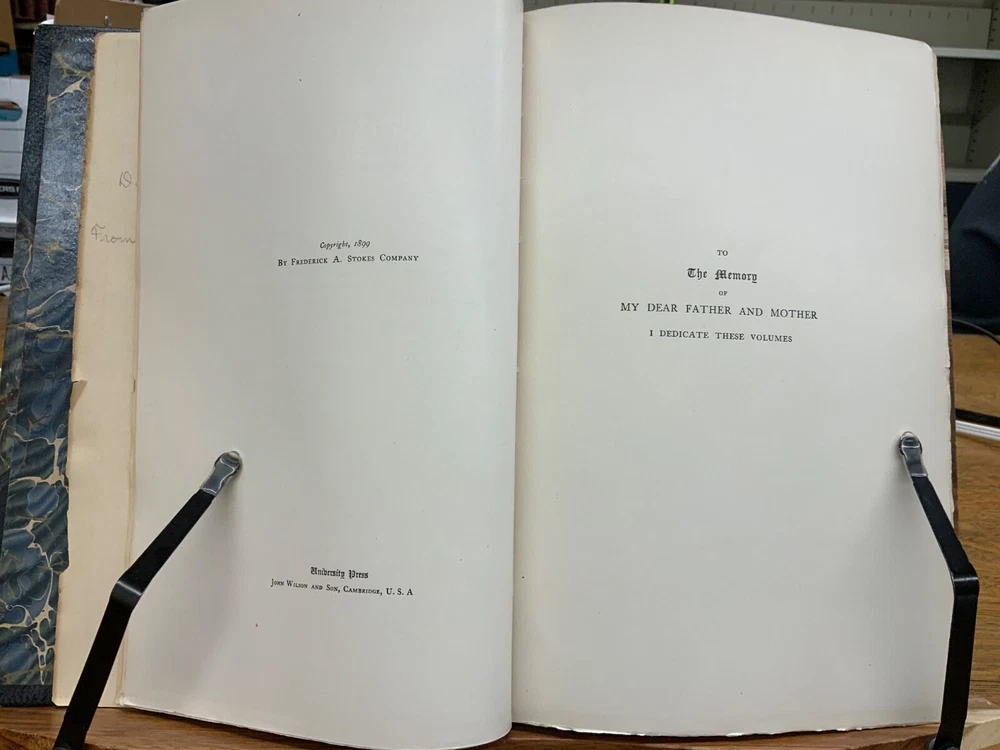 From
Copyright, 1899
By Frederick A. Stokes Company
University Press
John Wilson and Son, Cambridge, U. S. A
TO
The Memory
OF
MY DEAR FATHER AND MOTHER
I DEDICATE THESE VOLUMES